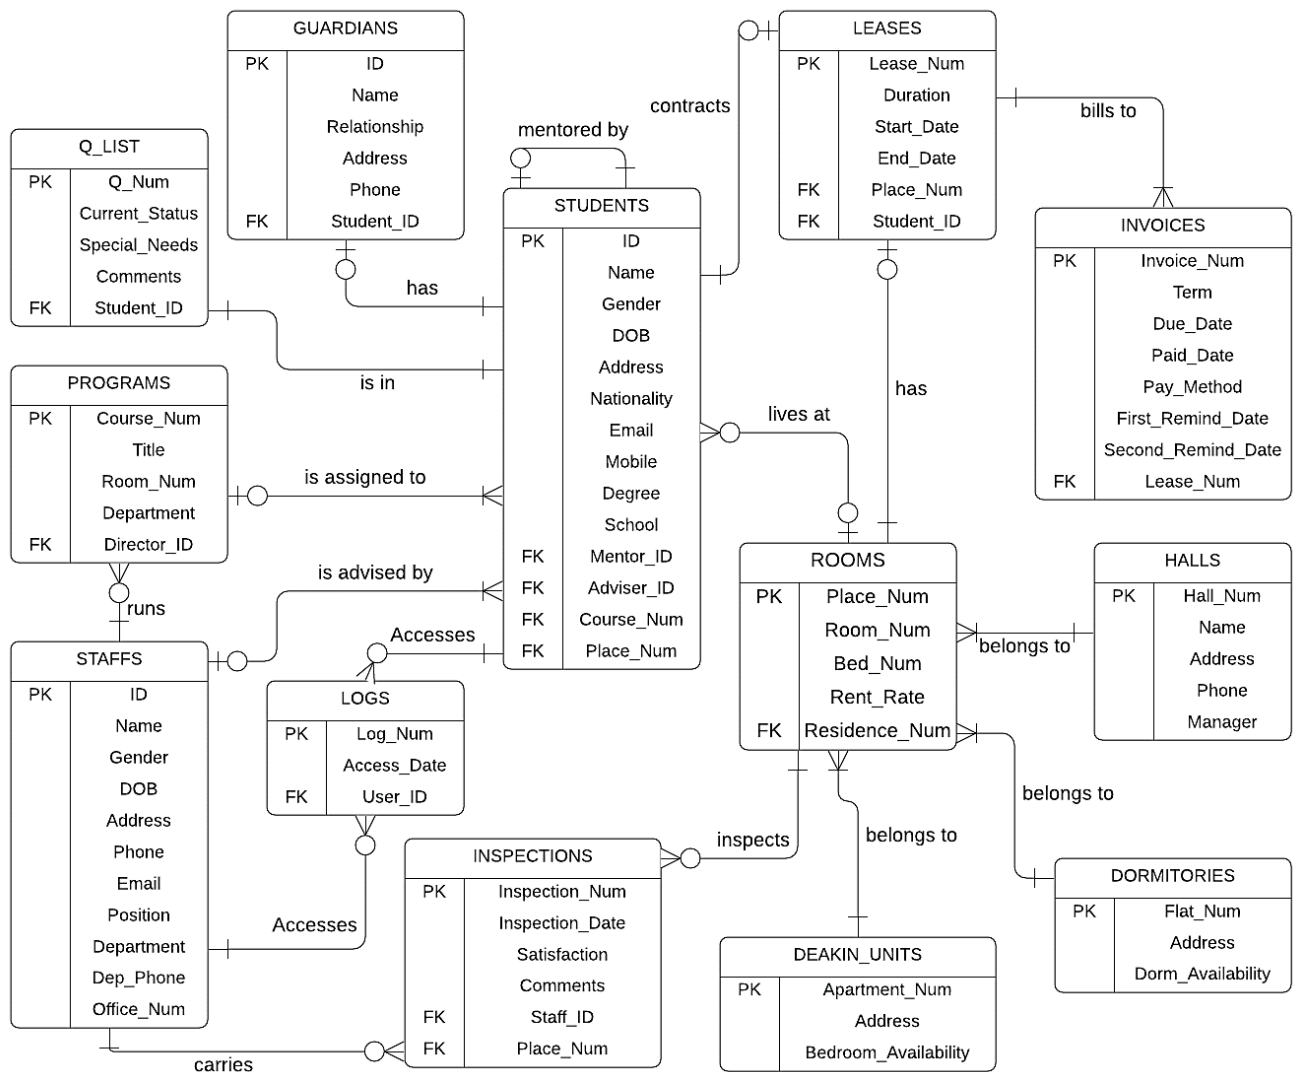 GUARDIANS
PK ID
Name
Relationship
Address
Phone
FK Student_ID
LEASES
PK Lease_Num
Duration
Start_Date
End_Date
FK Place_Num
FK Student_ID
contracts
bills to
mentored by
Q_LIST
PK Q_Num
Current_Status
Special_Needs
Comments
FK Student_ID
STUDENTS
PK ID
Name
Gender
DOB
Address
Nationality
Email
Mobile
Degree
School
FK Mentor_ID
FK Adviser_ID
FK Course_Num
FK Place_Num
INVOICES
PK Invoice_Num
Term
Due_Date
Paid_Date
Pay_Method
First_Remind_Date
Second_Remind_Date
FK Lease_Num
has
is in
has
lives at
PROGRAMS
PK Course_Num
Title
Room_Num
Department
FK Director_ID
is assigned to
is advised by
runs
Accesses
ROOMS
PK Place_Num
Room_Num
Bed_Num
Rent_Rate
FK Residence_Num
HALLS
PK Hall_Num
Name
Address
Phone
Manager
belongs to
STAFFS
PK ID
Name
Gender
DOB
Address
Phone
Email
Position
Department
Dep_Phone
Office_Num
LOGS
PK Log_Num
Access_Date
FK User_ID
belongs to
inspects
belongs to
Accesses
INSPECTIONS
PK Inspection_Num
Inspection_Date
Satisfaction
Comments
FK Staff_ID
FK Place_Num
DORMITORIES
PK Flat_Num
Address
Dorm_Availability
DEAKIN_UNITS
PK Apartment_Num
Address
Bedroom_Availability
carries